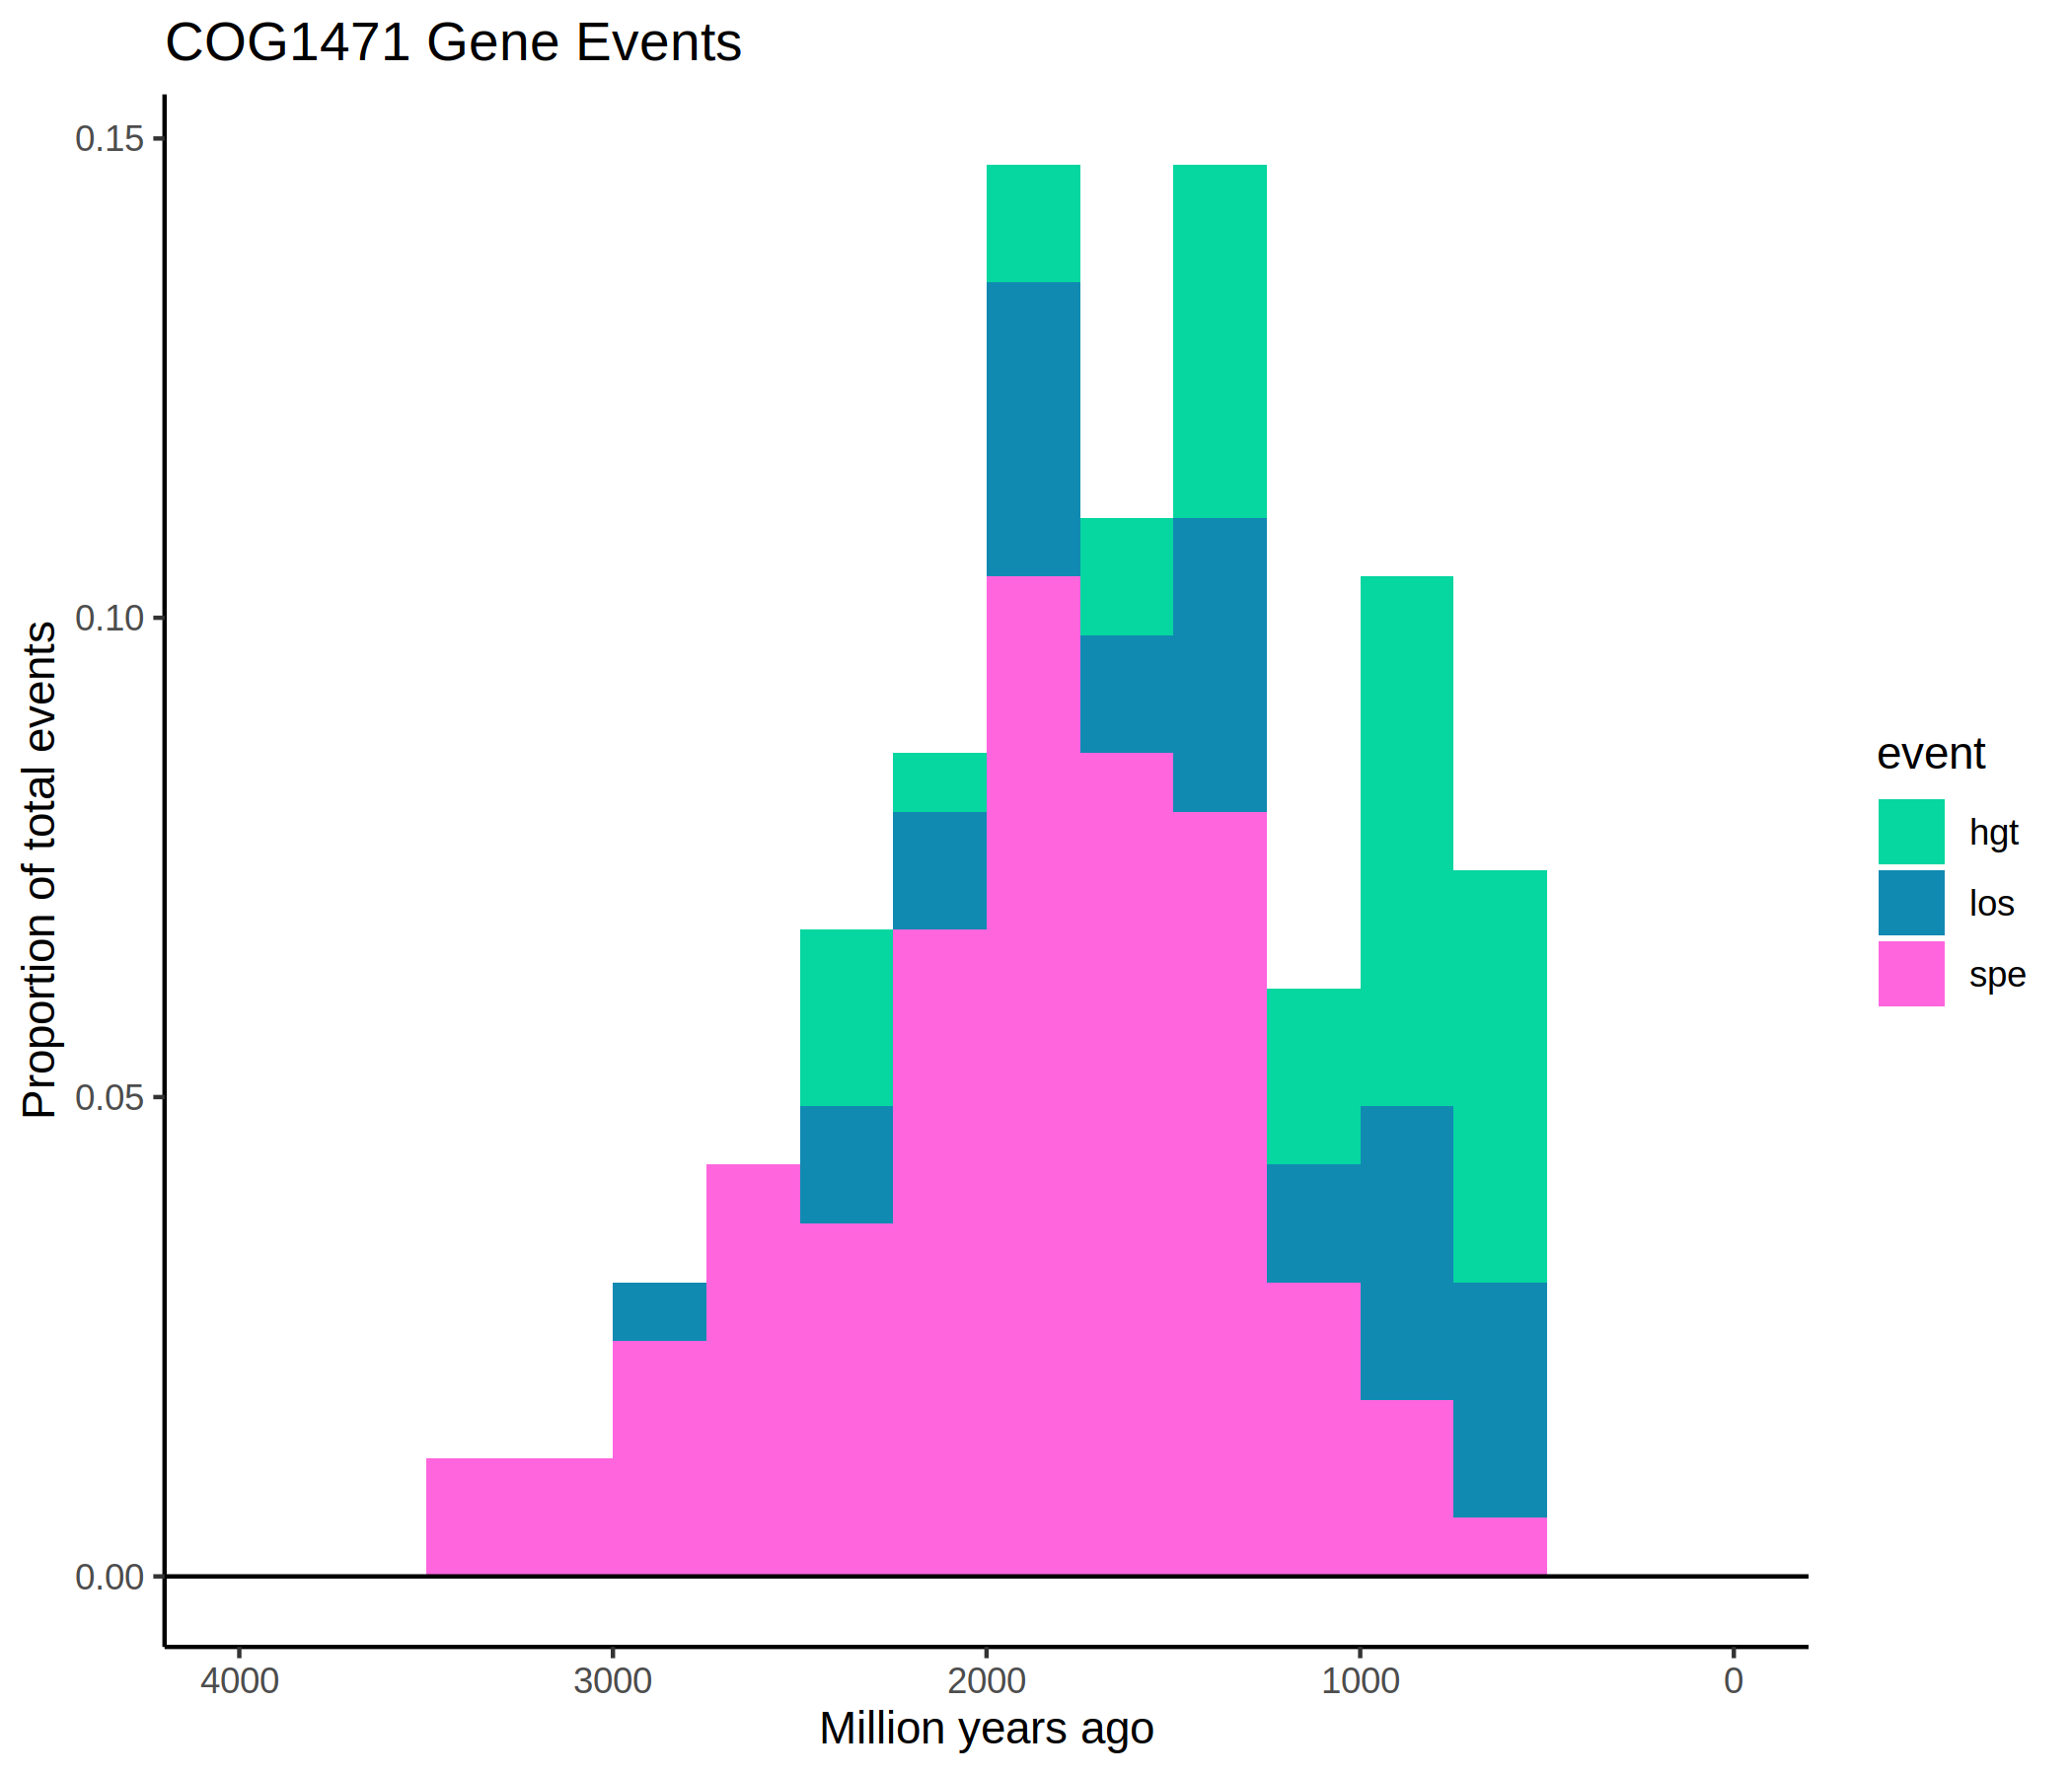 COG1471 Gene Events
Proportion of total events
0.15
0.10
0.05
0.00
4000 3000 2000 1000 0
Million years ago
event
hgt
los
spe